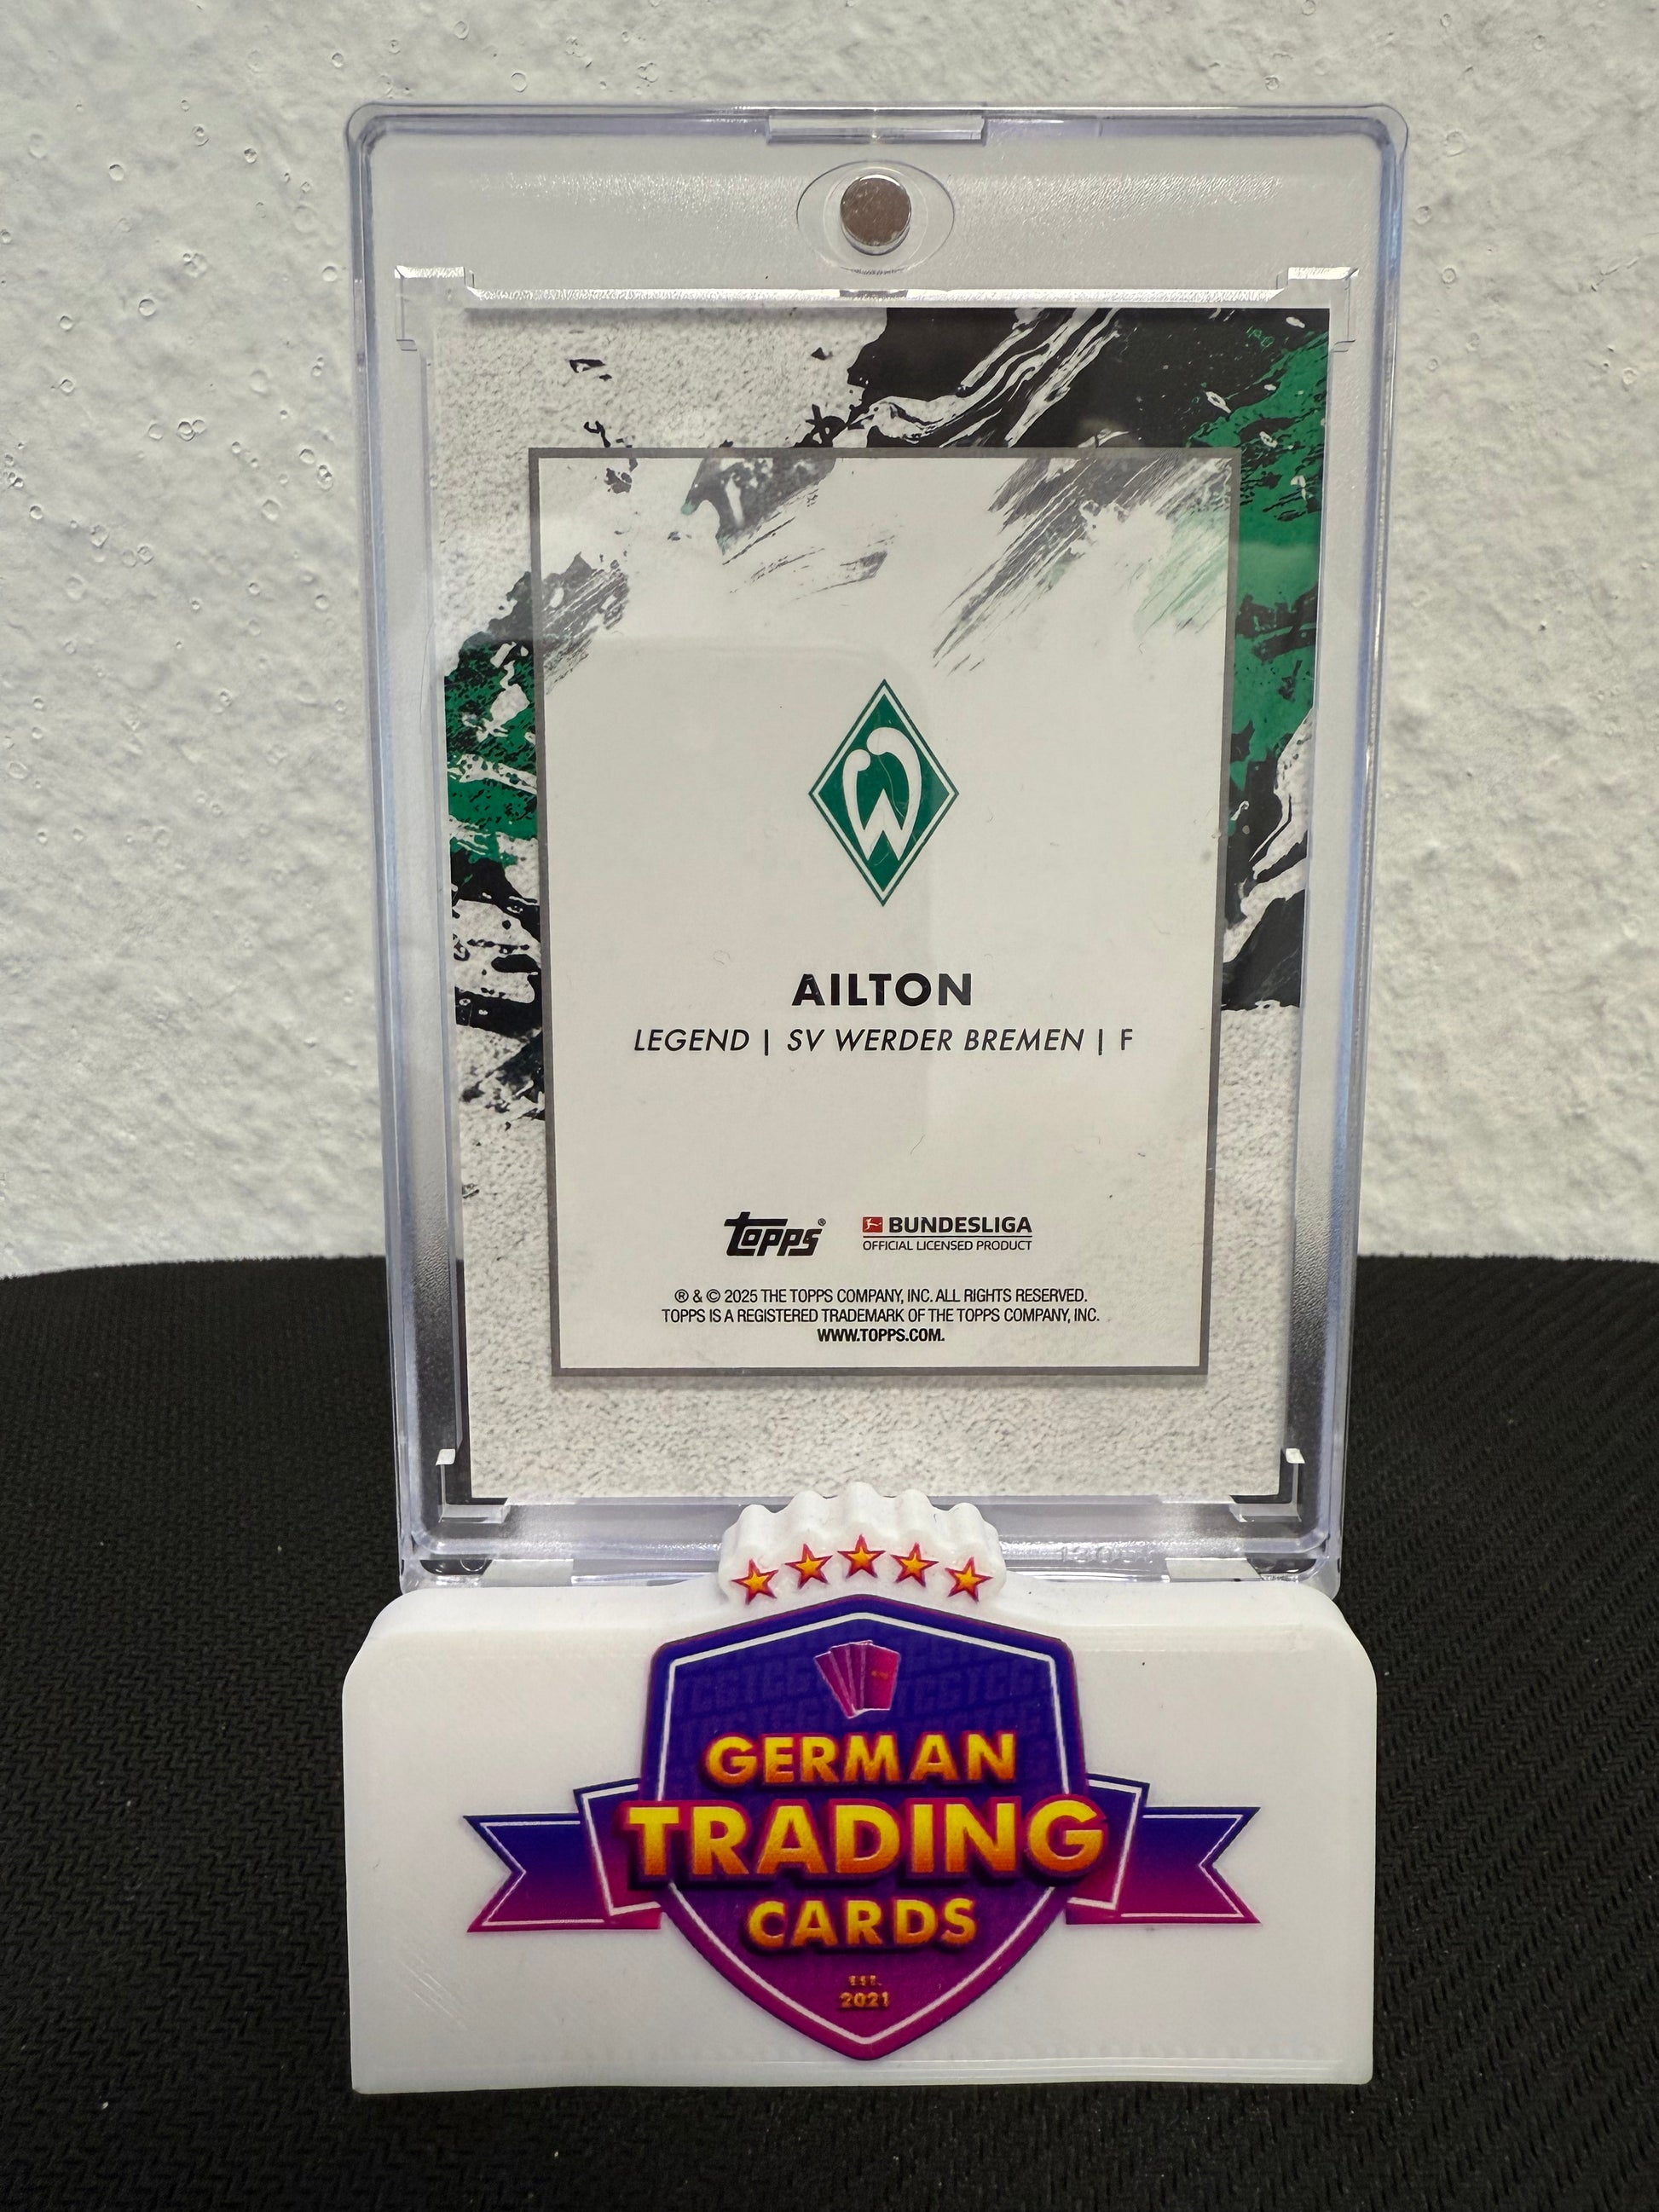 AILTON
LEGEND | SV WERDER BREMEN | F
topps®
BUNDESLIGA
OFFICIAL LICENSED PRODUCT
® & © 2025 THE TOPPS COMPANY, INC. ALL RIGHTS RESERVED.
TOPPS IS A REGISTERED TRADEMARK OF THE TOPPS COMPANY, INC.
WWW.TOPPS.COM.
GERMAN
TRADING
CARDS
EST.
2021